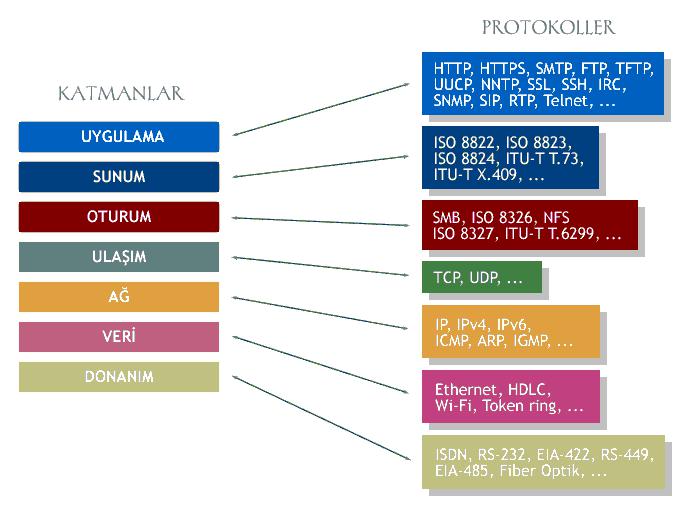 PROTOKOLLER
KATMANLAR
UYGULAMA
SUNUM
OTURUM
ULAŞIM
AĞ
VERİ
DONANIM
HTTP, HTTPS, SMTP, FTP, TFTP,
UUCP, NNTP, SSL, SSH, IRC,
SNMP, SIP, RTP, Telnet, ...
ISO 8822, ISO 8823,
ISO 8824, ITU-T T.73,
ITU-T X.409, ...
SMB, ISO 8326, NFS
ISO 8327, ITU-T T.6299, ...
TCP, UDP, ...
IP, IPv4, IPv6,
ICMP, ARP, IGMP, ...
Ethernet, HDLC,
Wi-Fi, Token ring, ...
ISDN, RS-232, EIA-422, RS-449,
EIA-485, Fiber Optik, ...